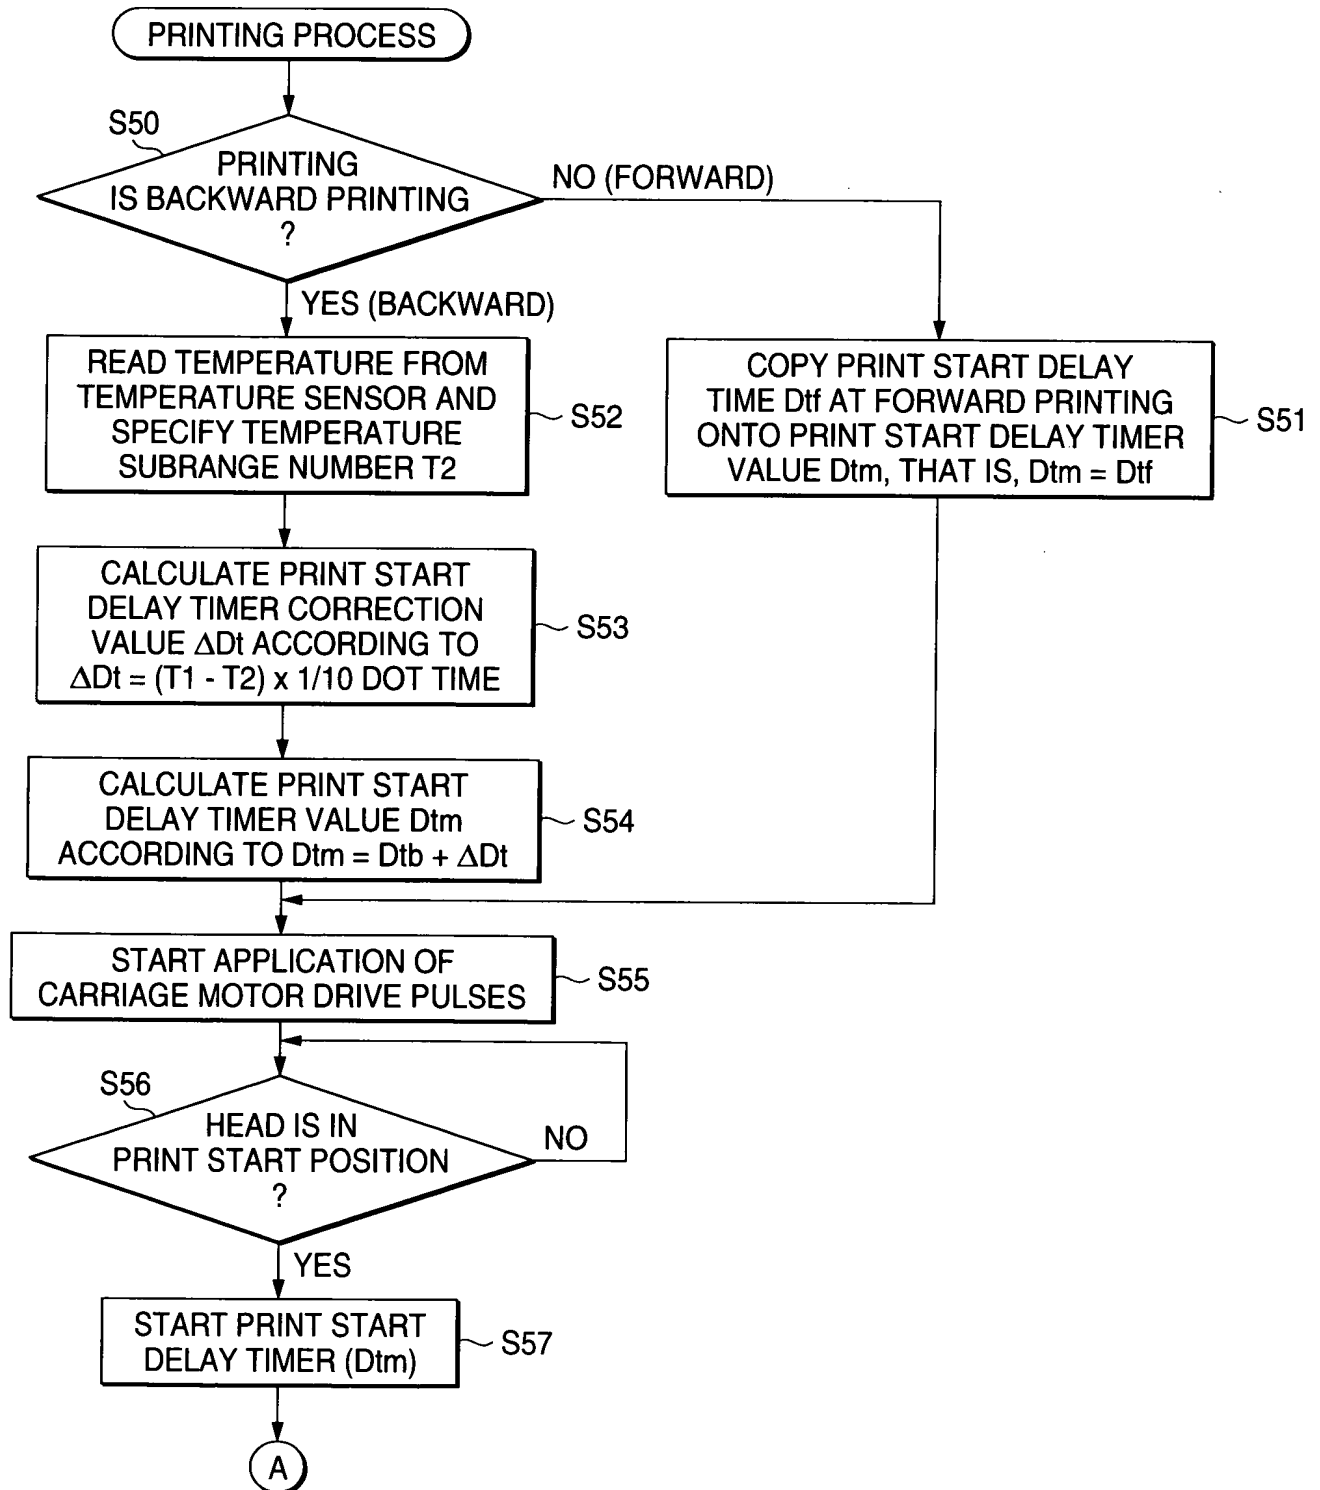 PRINTING PROCESS
S50
PRINTING
IS BACKWARD PRINTING
?
NO (FORWARD)
YES (BACKWARD)
READ TEMPERATURE FROM
TEMPERATURE SENSOR AND
SPECIFY TEMPERATURE
SUBRANGE NUMBER T2
S52
COPY PRINT START DELAY
TIME Dtf AT FORWARD PRINTING
ONTO PRINT START DELAY TIMER
VALUE Dtm, THAT IS, Dtm = Dtf
S51
CALCULATE PRINT START
DELAY TIMER CORRECTION
VALUE ΔDt ACCORDING TO
ΔDt = (T1 - T2) x 1/10 DOT TIME
S53
CALCULATE PRINT START
DELAY TIMER VALUE Dtm
ACCORDING TO Dtm = Dtb + ΔDt
S54
START APPLICATION OF
CARRIAGE MOTOR DRIVE PULSES
S55
S56
HEAD IS IN
PRINT START POSITION
?
NO
YES
START PRINT START
DELAY TIMER (Dtm)
S57
A